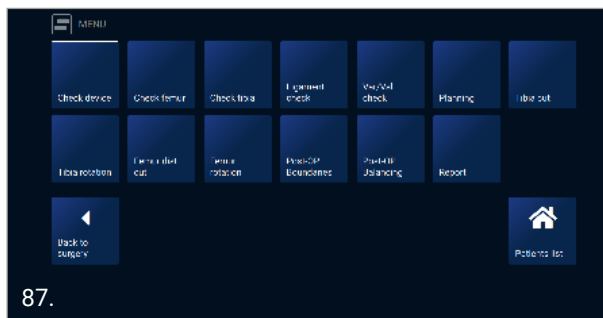 MENU
Check device
Check femur
Check tibia
Ligament
check
Var/Val
check
Planning
Tibia cut
Tibia rotation
Femur dist
cut
Femur
rotation
Post-OP
Boundaries
Post-OP
Balancing
Report
Back to
surgery
Patients list
87.